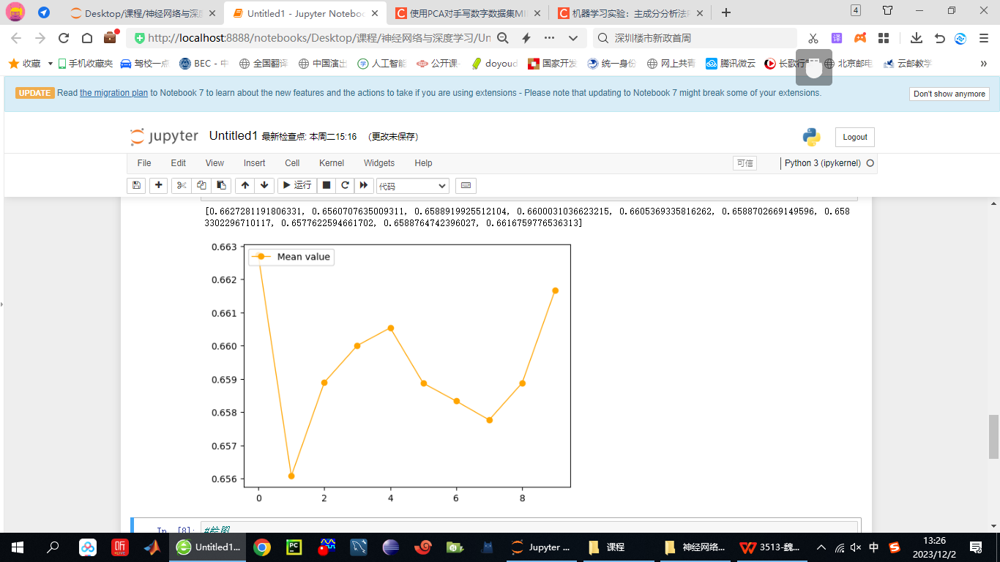 Desktop/课程/神经网络与深度
Untitled1 - Jupyter Noteboo
使用PCA对手写数字数据集M
机器学习实验：主成分分析法P
4
http://localhost:8888/notebooks/Desktop/课程/神经网络与深度学习/Un
深圳楼市新政首周
译
收藏 手机收藏夹 驾校一点 BEC - 中 全国翻译 中国演出 人工智能 公开课- doyoud 国家开发 统一身份 网上共青 腾讯微云 长歌行 北京邮电 云邮教学
UPDATE Read the migration plan to Notebook 7 to learn about the new features and the actions to take if you are using extensions - Please note that updating to Notebook 7 might break some of your extensions.
Don't show anymore
jupyter Untitled1 最新检查点: 本周二15:16 (更改未保存)
Logout
File Edit View Insert Cell Kernel Widgets Help
可信 Python 3 (ipykernel)
运行 代码
[0.6627281191806331, 0.6560707635009311, 0.6588919925512104, 0.6600031036623215, 0.6605369335816262, 0.6588702669149596, 0.658
3302296710117, 0.6577622594661702, 0.6588764742396027, 0.6616759776536313]
Mean value
0.663
0.662
0.661
0.660
0.659
0.658
0.657
0.656
0 2 4 6 8
In [8]: #绘图
听 LIVE
PC
Untitled1...
Jupyter ...
课程
神经网络...
3513-魏...
中
13:26
2023/12/2